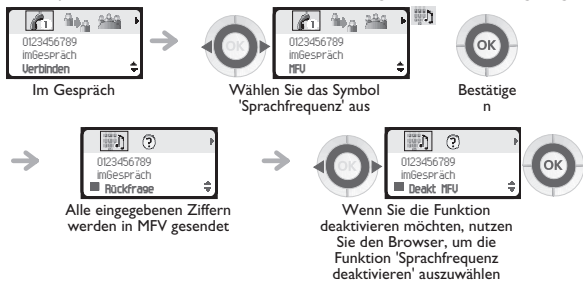 0123456789
imGespräch
Verbinden
Im Gespräch
OK
0123456789
imGespräch
MFV
Wählen Sie das Symbol
'Sprachfrequenz' aus
OK
Bestätige
n
0123456789
imGespräch
Rückfrage
Alle eingegebenen Ziffern
werden in MFV gesendet
OK
0123456789
imGespräch
Deakt MFV
Wenn Sie die Funktion
deaktivieren möchten, nutzen
Sie den Browser, um die
Funktion 'Sprachfrequenz
deaktivieren' auszuwählen
OK